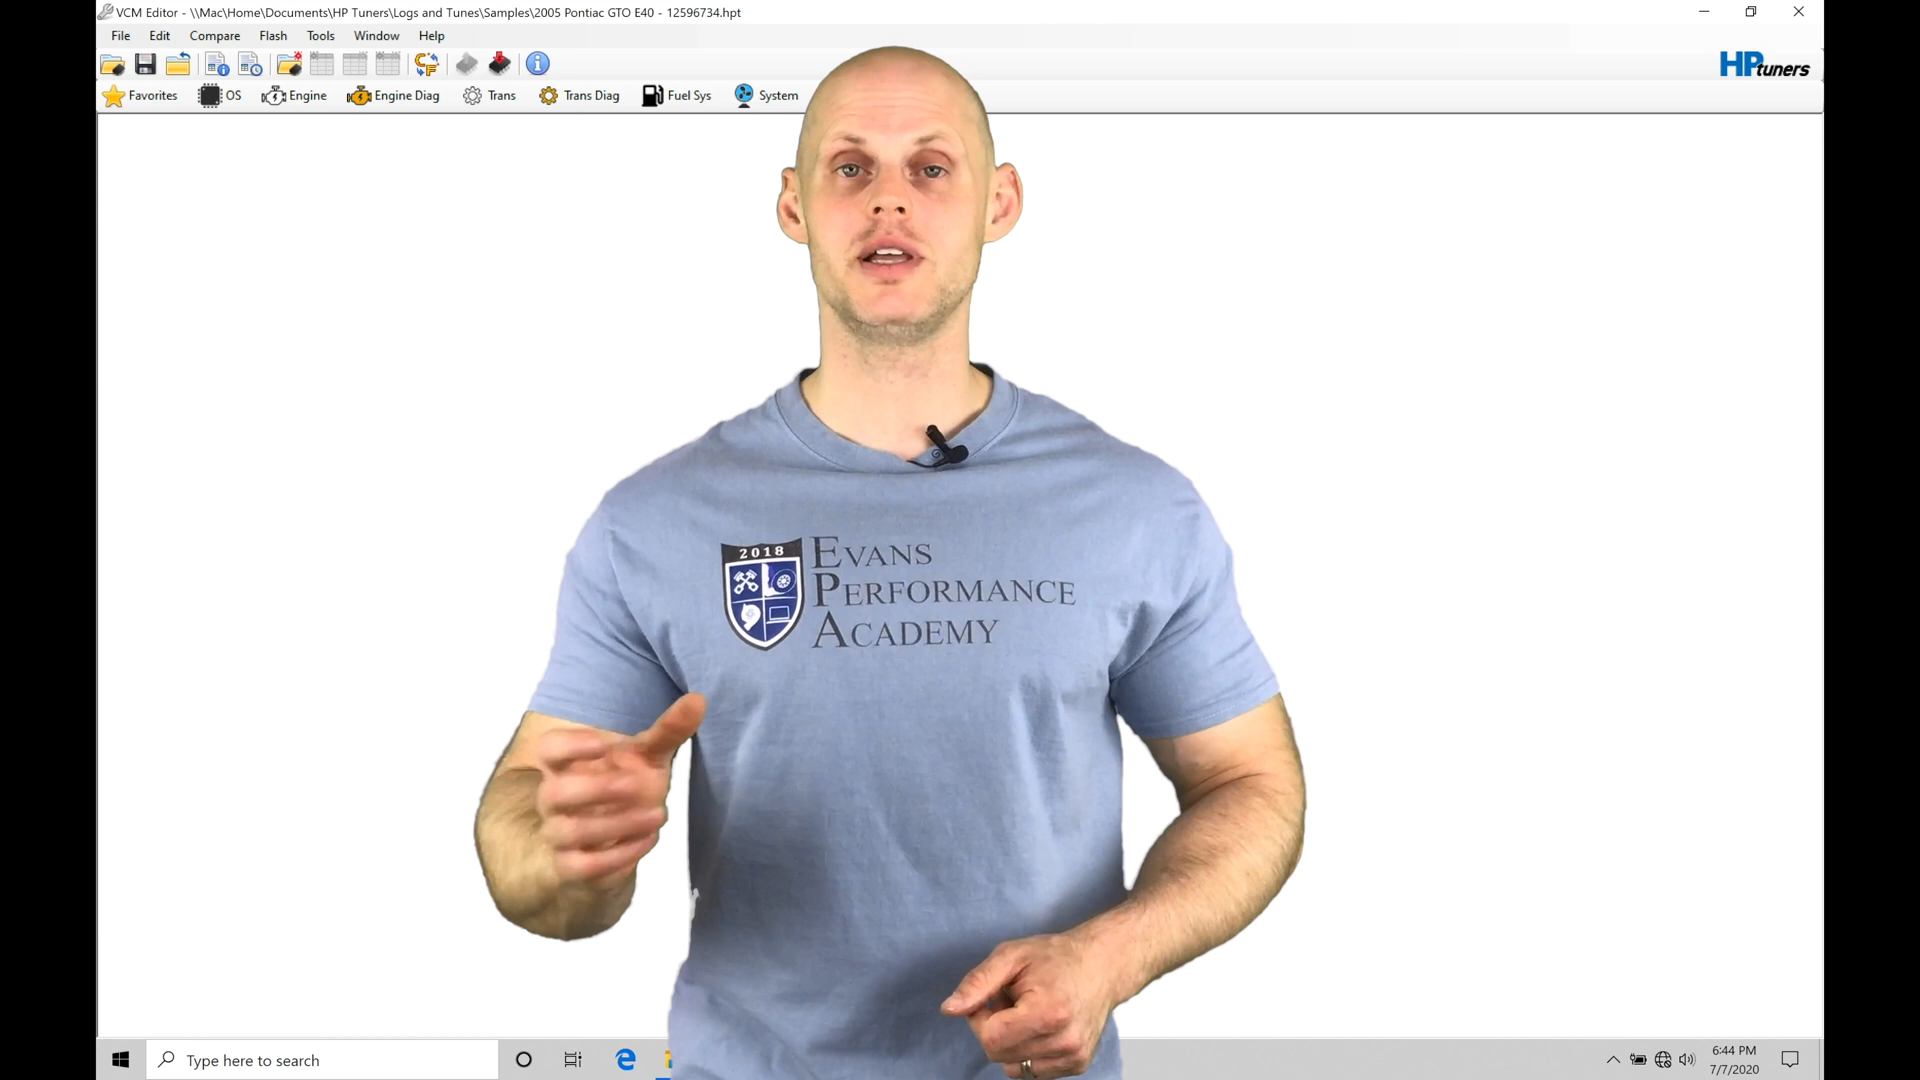 VCM Editor - \\Mac\Home\Documents\HP Tuners\Logs and Tunes\Samples\2005 Pontiac GTO E40 - 12596734.hpt
File Edit Compare Flash Tools Window Help
HPtuners
Favorites OS Engine Engine Diag Trans Trans Diag Fuel Sys System
2018
EVANS
PERFORMANCE
ACADEMY
Type here to search
6:44 PM
7/7/2020